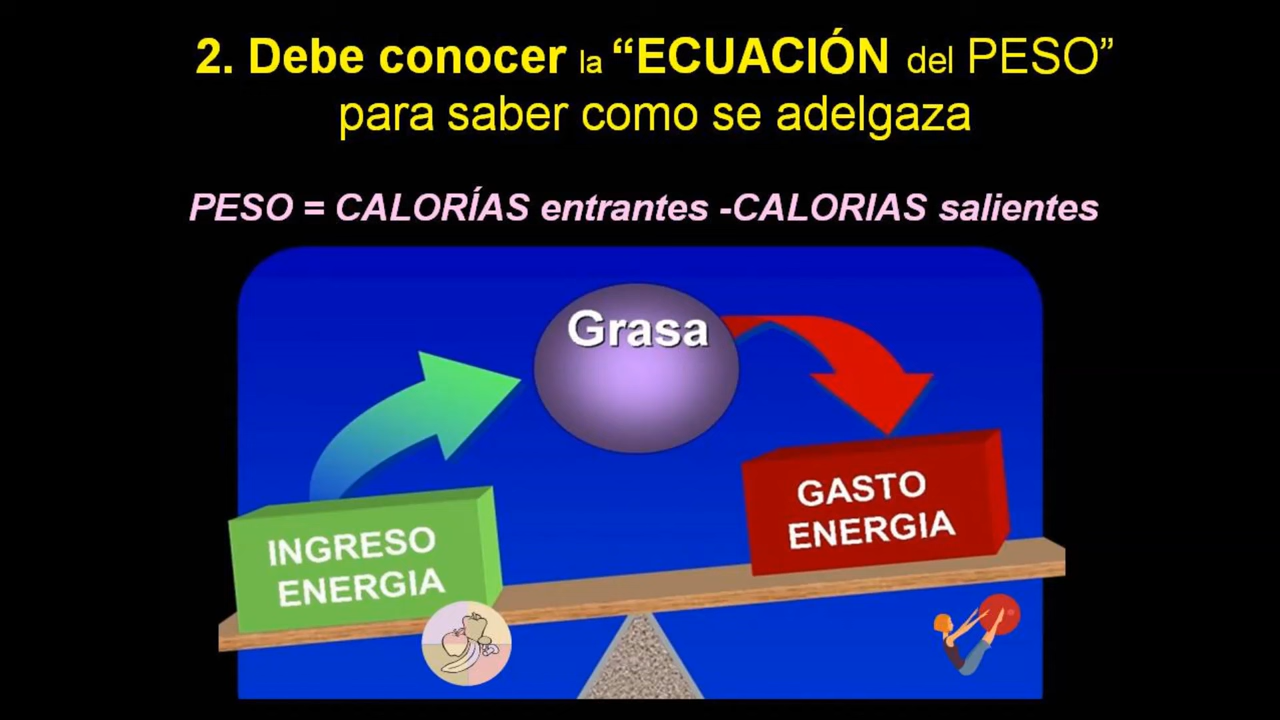 2. Debe conocer la “ECUACIÓN del PESO”
para saber como se adelgaza
PESO = CALORÍAS entrantes -CALORIAS salientes
Grasa
INGRESO
ENERGIA
GASTO
ENERGIA